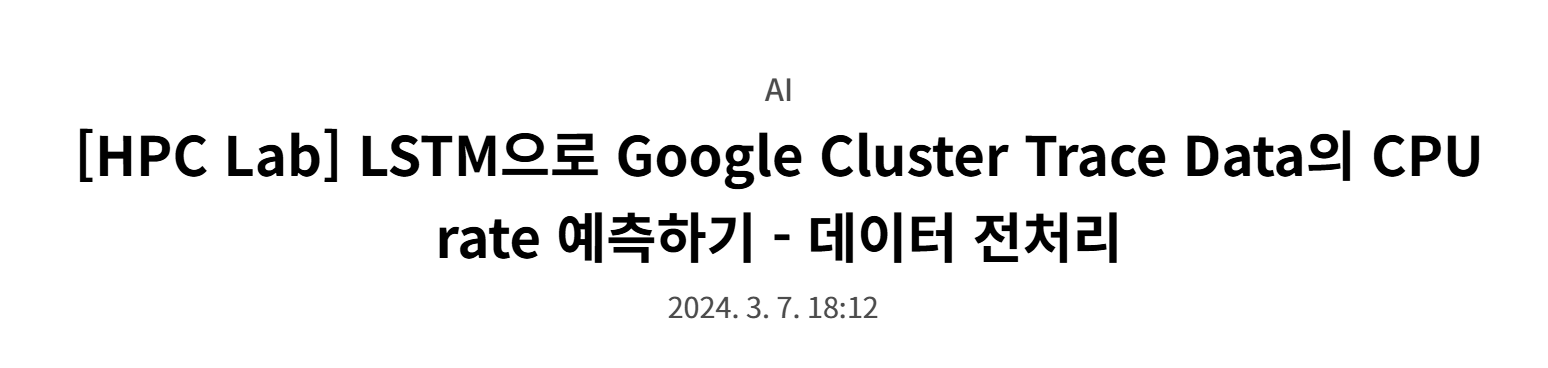 AI
[HPC Lab] LSTM으로 Google Cluster Trace Data의 CPU
rate 예측하기 - 데이터 전처리
2024. 3. 7. 18:12